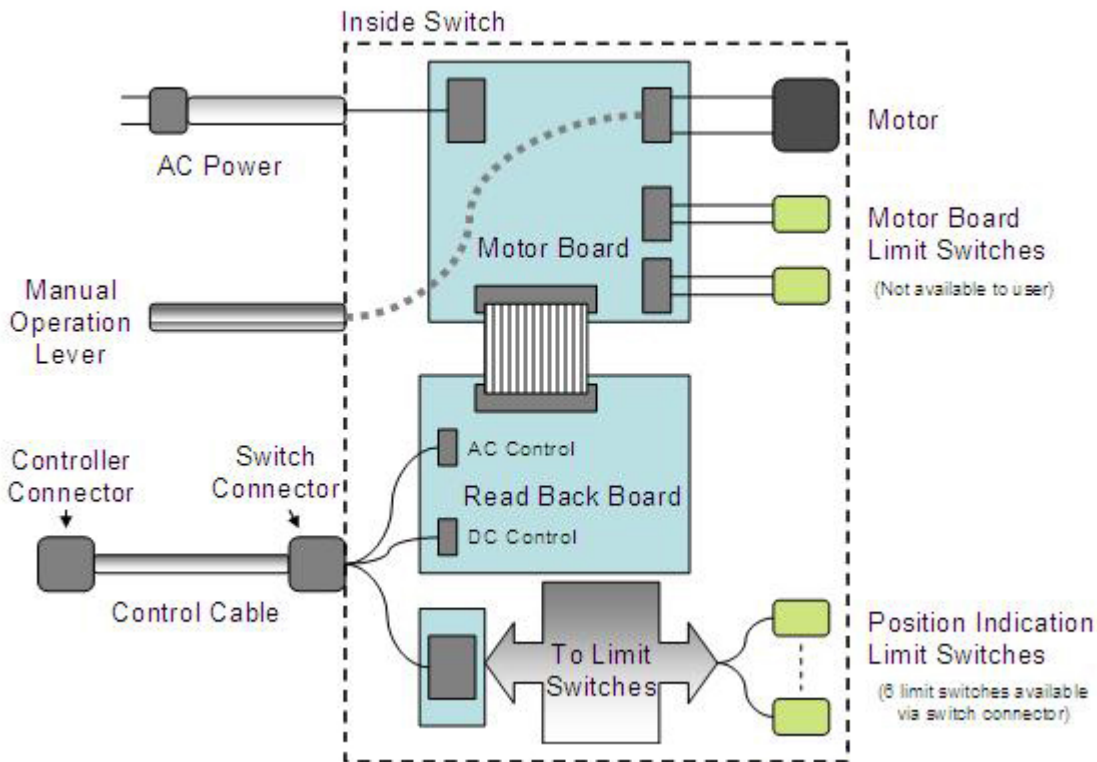 Inside Switch
AC Power
Motor
Motor Board
Motor Board
Limit Switches
(Not available to user)
Manual
Operation
Lever
Controller
Connector
Switch
Connector
AC Control
Read Back Board
DC Control
Control Cable
To Limit
Switches
Position Indication
Limit Switches
(6 limit switches available
via switch connector)